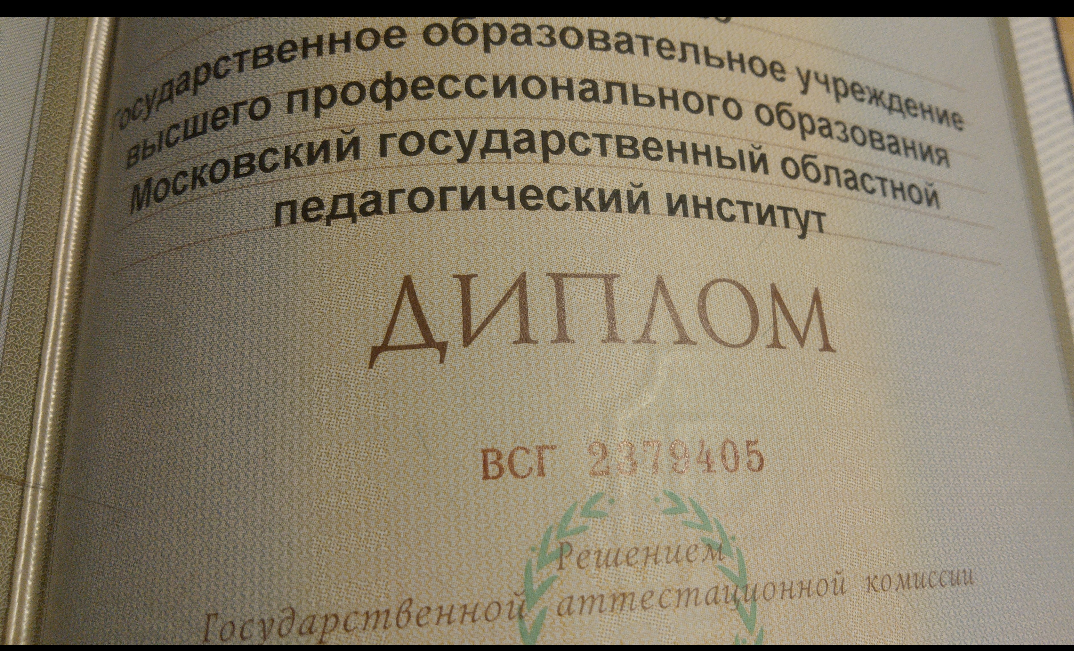 Государственное образовательное учреждение
высшего профессионального образования
Московский государственный областной
педагогический институт
ДИПЛОМ
ВСГ 2379405
Решением
Государственной аттестационной комиссии